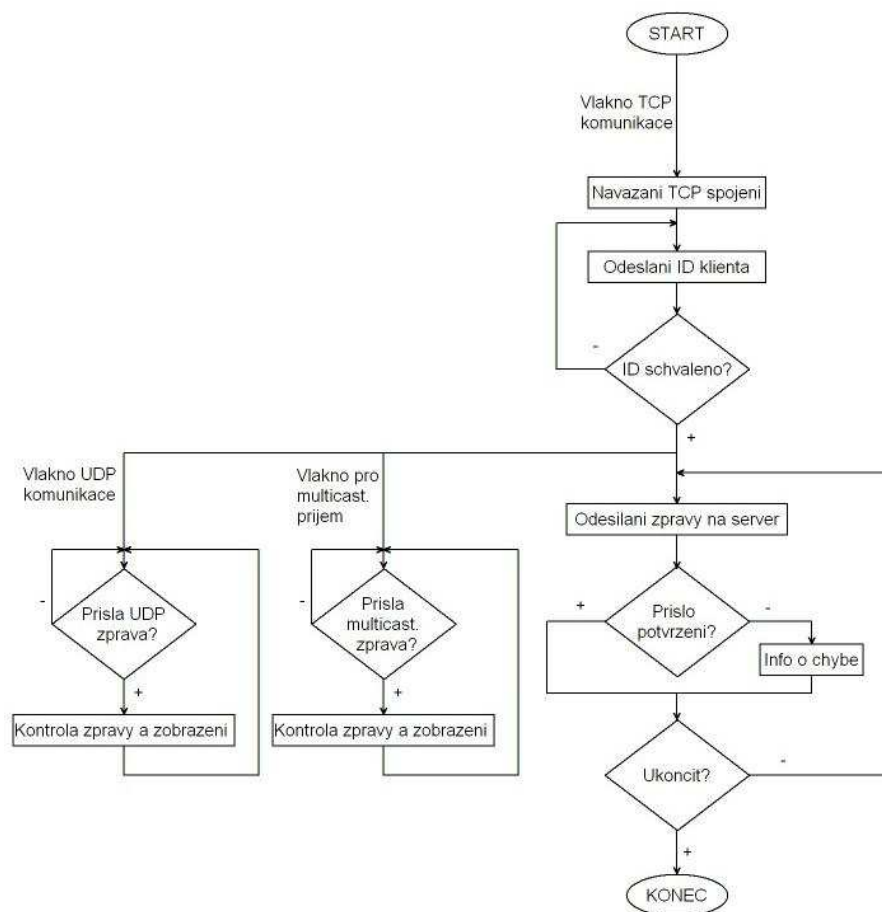 START
Vlakno TCP
komunikace
Navazani TCP spojeni
Odeslani ID klienta
-
ID schvaleno?
+
Vlakno UDP
komunikace
Vlakno pro
multicast.
prijem
Odesilani zpravy na server
-
Prisla UDP
zprava?
+
Kontrola zpravy a zobrazeni
-
Prisla
multicast.
zprava?
+
Kontrola zpravy a zobrazeni
+
Prislo
potvrzeni?
-
Info o chybe
Ukoncit?
-
+
KONEC